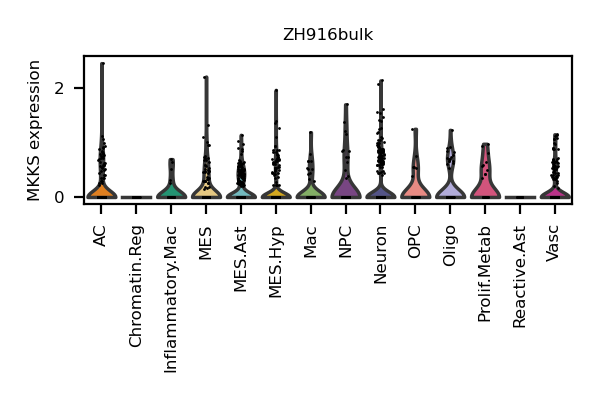 ZH916bulk
MKKS expression
2
0
AC
Chromatin.Reg
Inflammatory.Mac
MES
MES.Ast
MES.Hyp
Mac
NPC
Neuron
OPC
Oligo
Prolif.Metab
Reactive.Ast
Vasc